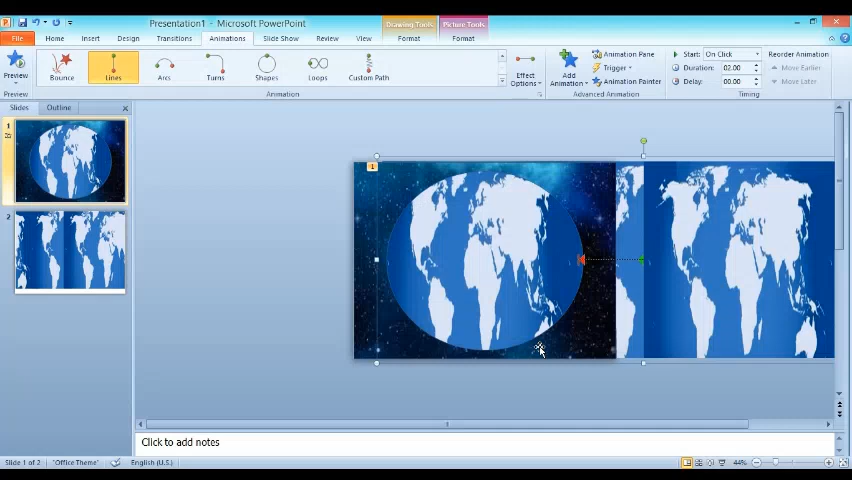 Presentation1 - Microsoft PowerPoint
Drawing Tools
Picture Tools
File
Home
Insert
Design
Transitions
Animations
Slide Show
Review
View
Format
Format
Preview
Bounce
Lines
Arcs
Turns
Shapes
Loops
Custom Path
Effect
Options
Add
Animation
Animation Pane
Trigger
Animation Painter
Start: On Click
Duration: 02.00
Delay: 00.00
Reorder Animation
Move Earlier
Move Later
Preview
Animation
Advanced Animation
Timing
Slides
Outline
1
2
1
Click to add notes
Slide 1 of 2
"Office Theme"
English (U.S.)
44%